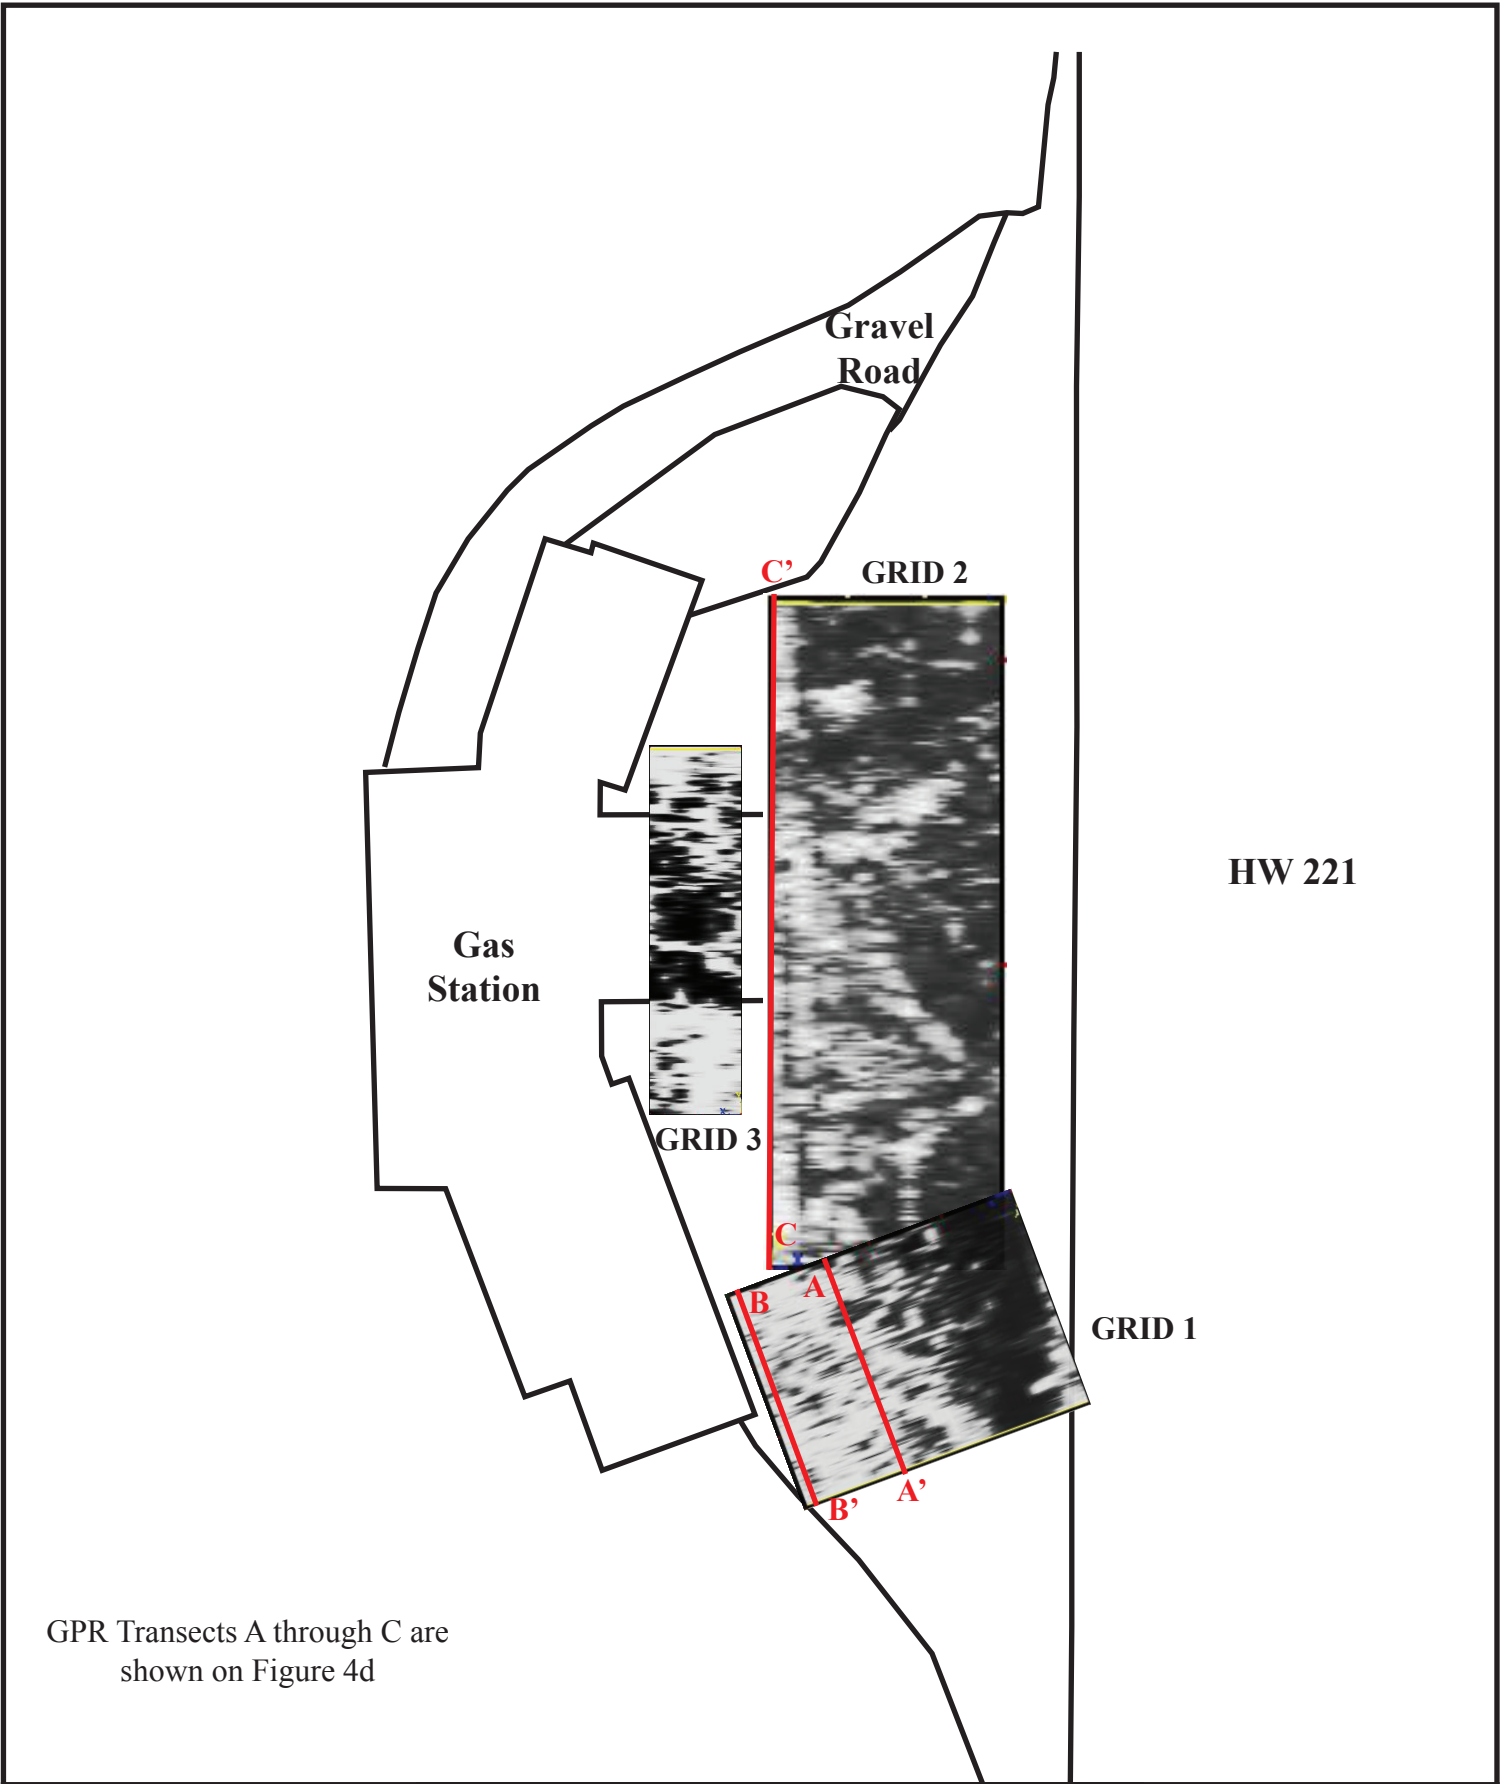 Gravel
Road
C’
GRID 2
HW 221
Gas
Station
GRID 3
C
A
B
GRID 1
A’
B’
GPR Transects A through C are
shown on Figure 4d